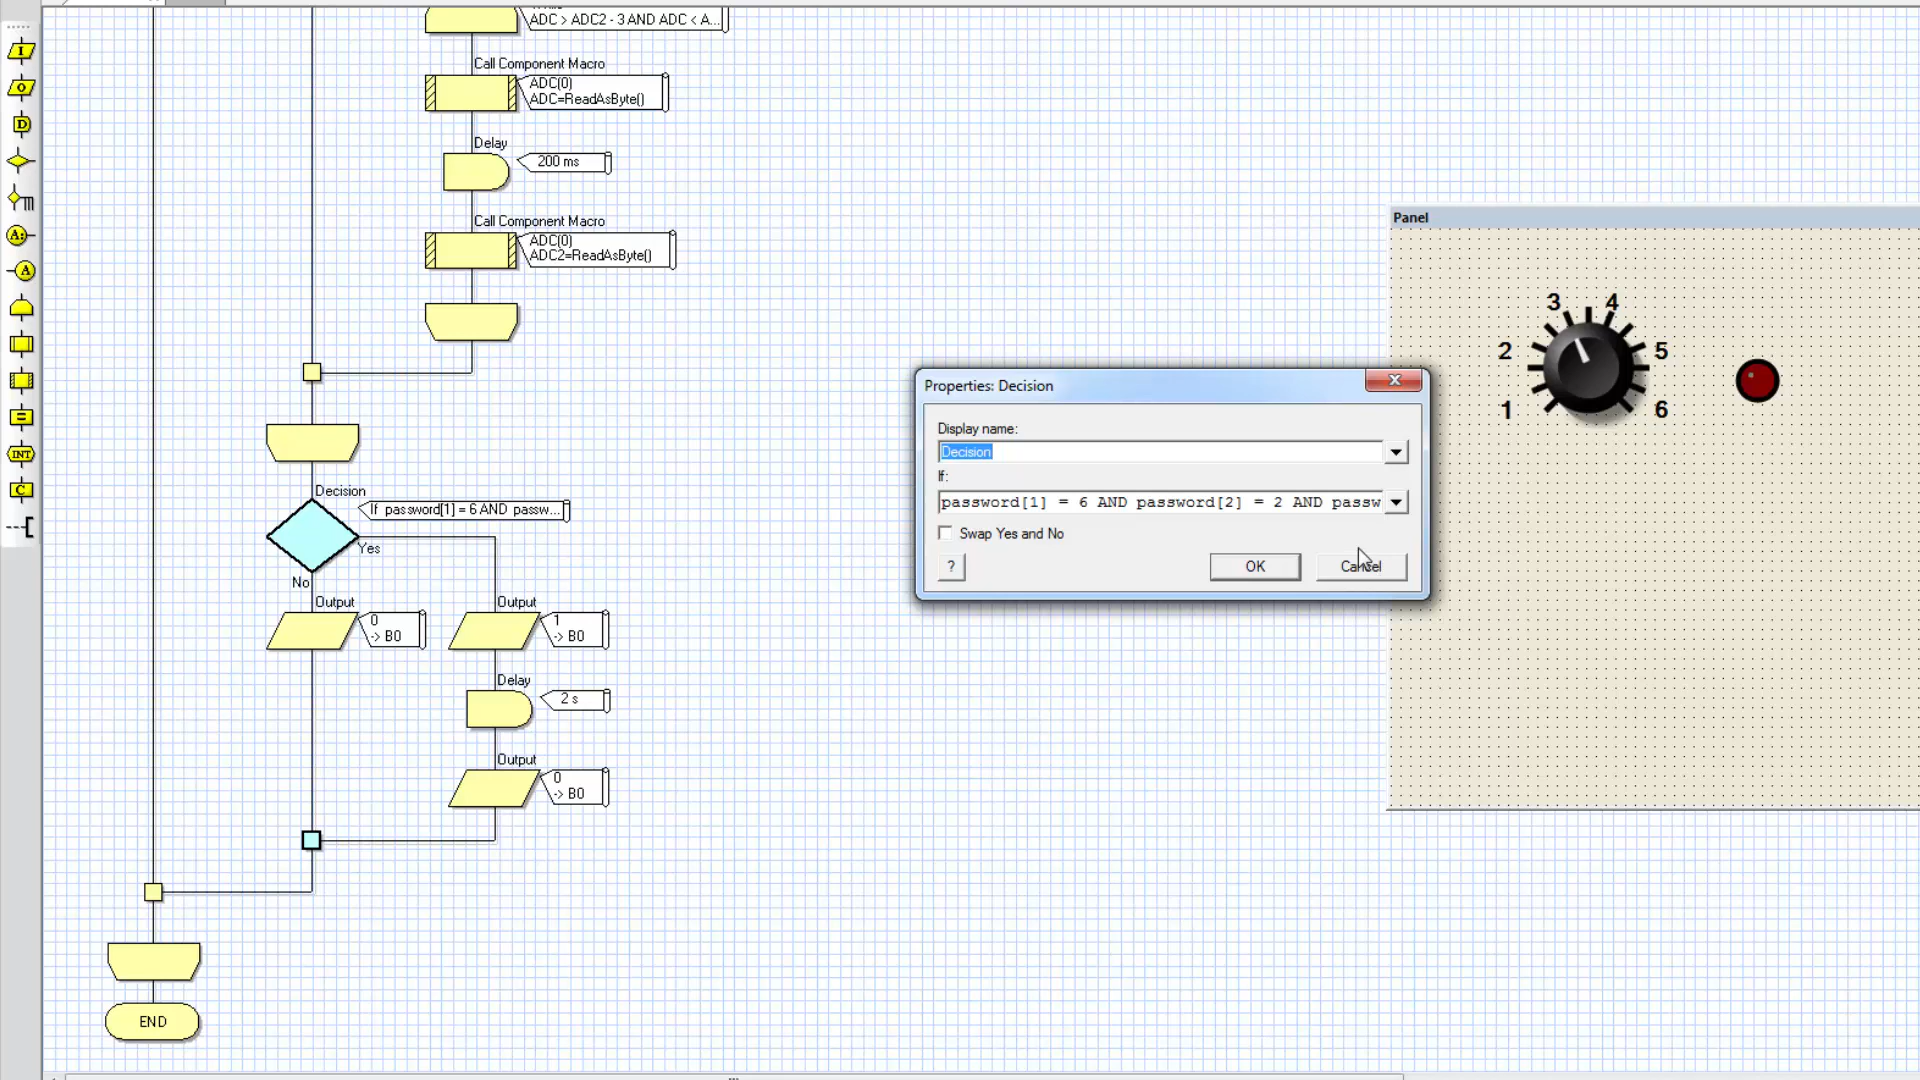 ADC > ADC2 - 3 AND ADC < A...
Call Component Macro
ADC(0)
ADC=ReadAsByte()
Delay
200 ms
Call Component Macro
ADC(0)
ADC2=ReadAsByte()
Decision
If password[1] = 6 AND passw...
Yes
No
Output
0
-> B0
Output
1
-> B0
Delay
2 s
Output
0
-> B0
END
I
O
D
A:
A
=
INT
C
Properties: Decision
X
Display name:
Decision
If:
password[1] = 6 AND password[2] = 2 AND passw
Swap Yes and No
?
OK
Cancel
Panel
3
4
2
5
1
6